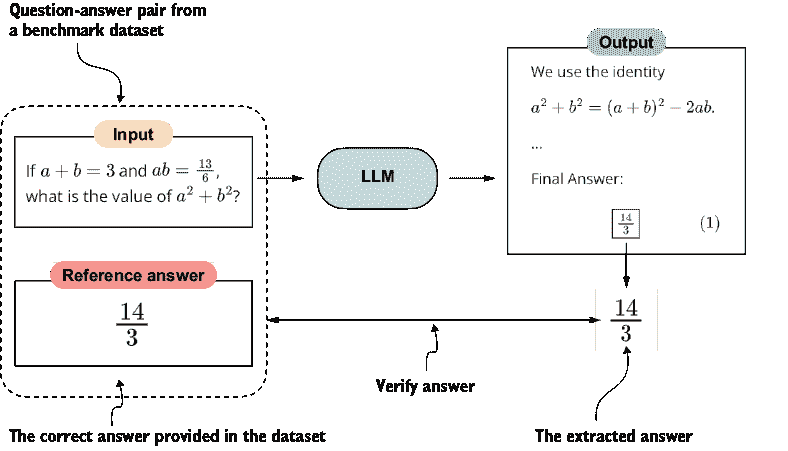 Question-answer pair from
a benchmark dataset
Input
If a + b = 3 and ab = 13/6,
what is the value of a² + b²?
LLM
Output
We use the identity
a² + b² = (a + b)² − 2ab.
...
Final Answer:
14/3 (1)
Reference answer
14/3
14/3
Verify answer
The correct answer provided in the dataset
The extracted answer